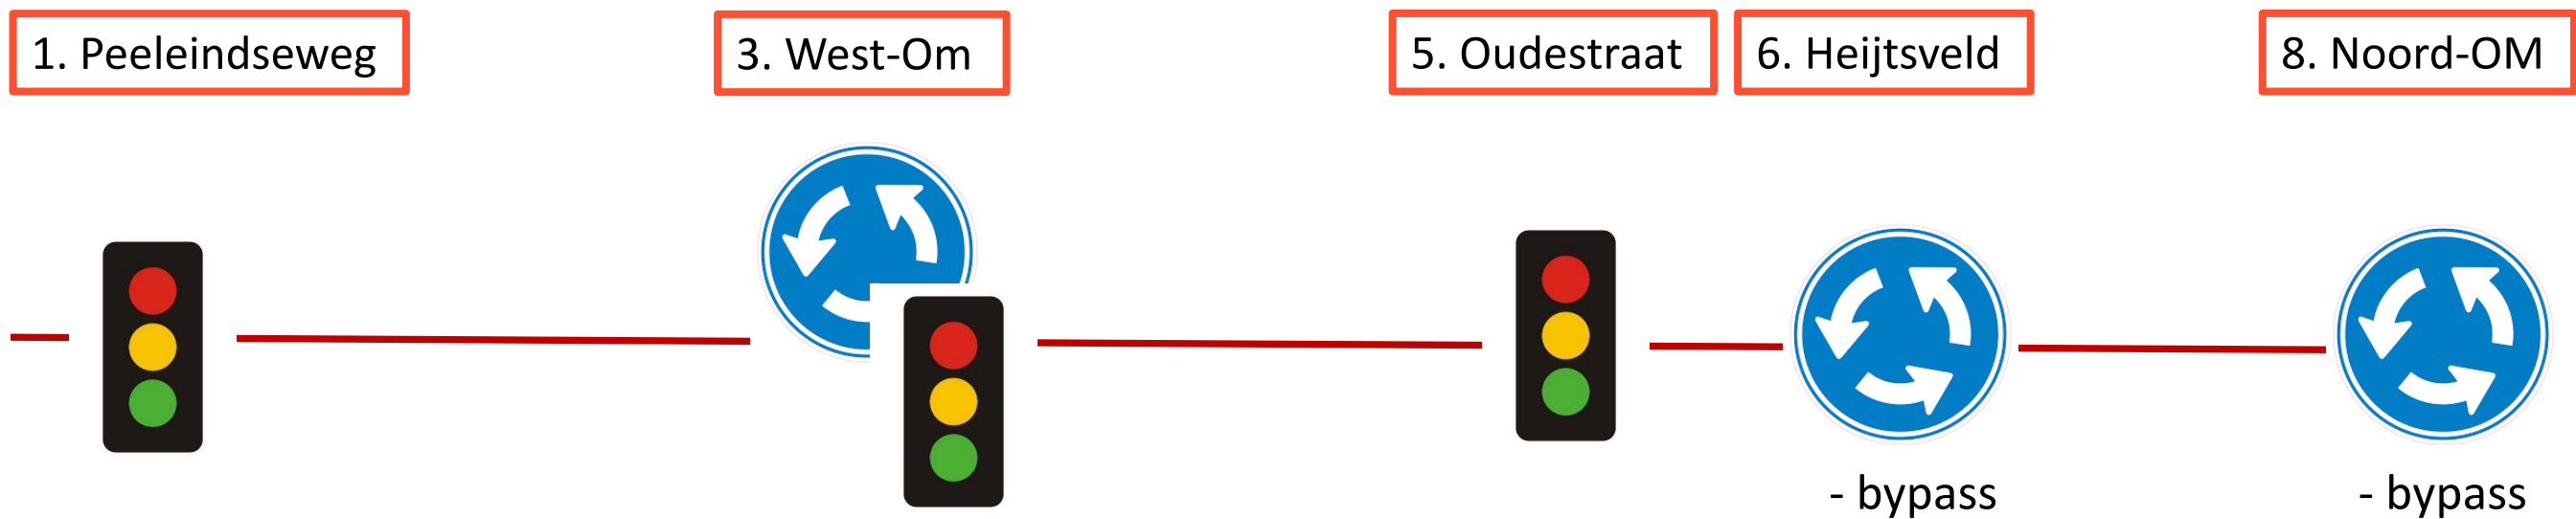 1. Peeleindseweg
3. West-Om
5. Oudestraat
6. Heijtsveld
8. Noord-OM
- bypass
- bypass